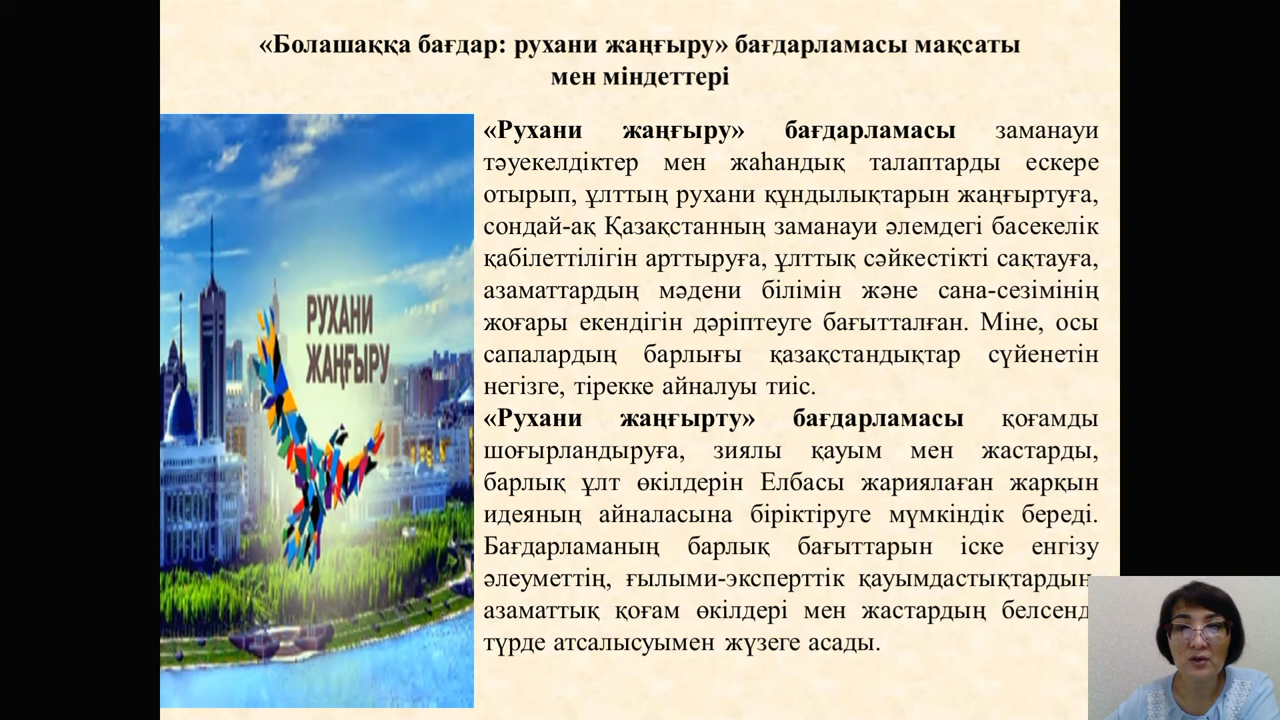 «Болашаққа бағдар: рухани жаңғыру» бағдарламасы мақсаты
мен міндеттері
РУХАНИ
ЖАҢҒЫРУ
«Рухани жаңғыру» бағдарламасы заманауи
тәуекелдіктер мен жаһандық талаптарды ескере
отырып, ұлттың рухани құндылықтарын жаңғыртуға,
сондай-ақ Қазақстанның заманауи әлемдегі басекелік
қабілеттілігін арттыруға, ұлттық сәйкестікті сақтауға,
азаматтардың мәдени білімін және сана-сезімінің
жоғары екендігін дәріптеуге бағытталған. Міне, осы
сапалардың барлығы қазақстандықтар сүйенетін
негізге, тірекке айналуы тиіс.
«Рухани жаңғырту» бағдарламасы қоғамды
шоғырландыруға, зиялы қауым мен жастарды,
барлық ұлт өкілдерін Елбасы жариялаған жарқын
идеяның айналасына біріктіруге мүмкіндік береді.
Бағдарламаның барлық бағыттарын іске енгізу
әлеуметтің, ғылыми-эксперттік қауымдастықтардың,
азаматтық қоғам өкілдері мен жастардың белсенд
түрде атсалысуымен жүзеге асады.